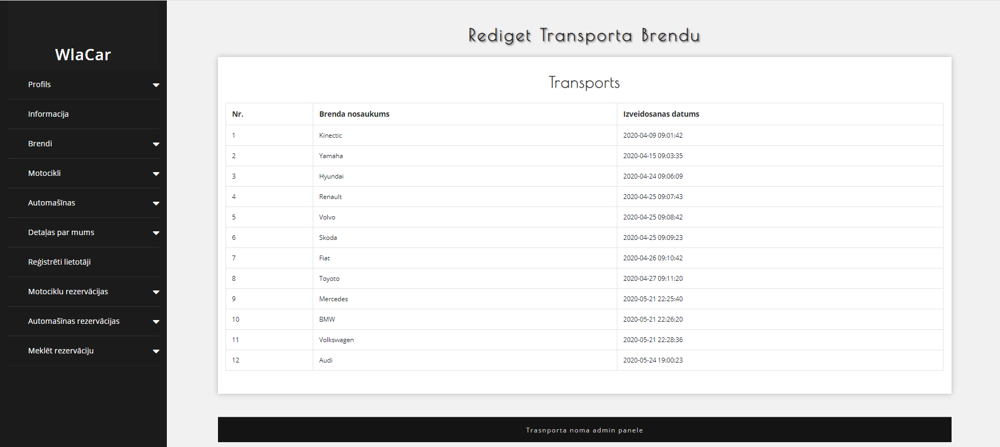 WlaCar
Profils
Informacija
Brendi
Motocikli
Automašīnas
Detaļas par mums
Reģistrēti lietotāji
Motociklu rezervācijas
Automašīnas rezervācijas
Meklēt rezervāciju
Rediget Transporta Brendu
Transports
Nr. Brenda nosaukums Izveidosanas datums
1 Kinectic 2020-04-09 09:01:42
2 Yamaha 2020-04-15 09:03:35
3 Hyundai 2020-04-24 09:06:09
4 Renault 2020-04-25 09:07:43
5 Volvo 2020-04-25 09:08:42
6 Skoda 2020-04-25 09:09:23
7 Fiat 2020-04-26 09:10:42
8 Toyoto 2020-04-27 09:11:20
9 Mercedes 2020-05-21 22:25:40
10 BMW 2020-05-21 22:26:20
11 Volkswagen 2020-05-21 22:28:36
12 Audi 2020-05-24 19:00:23
Trasnporta noma admin panele